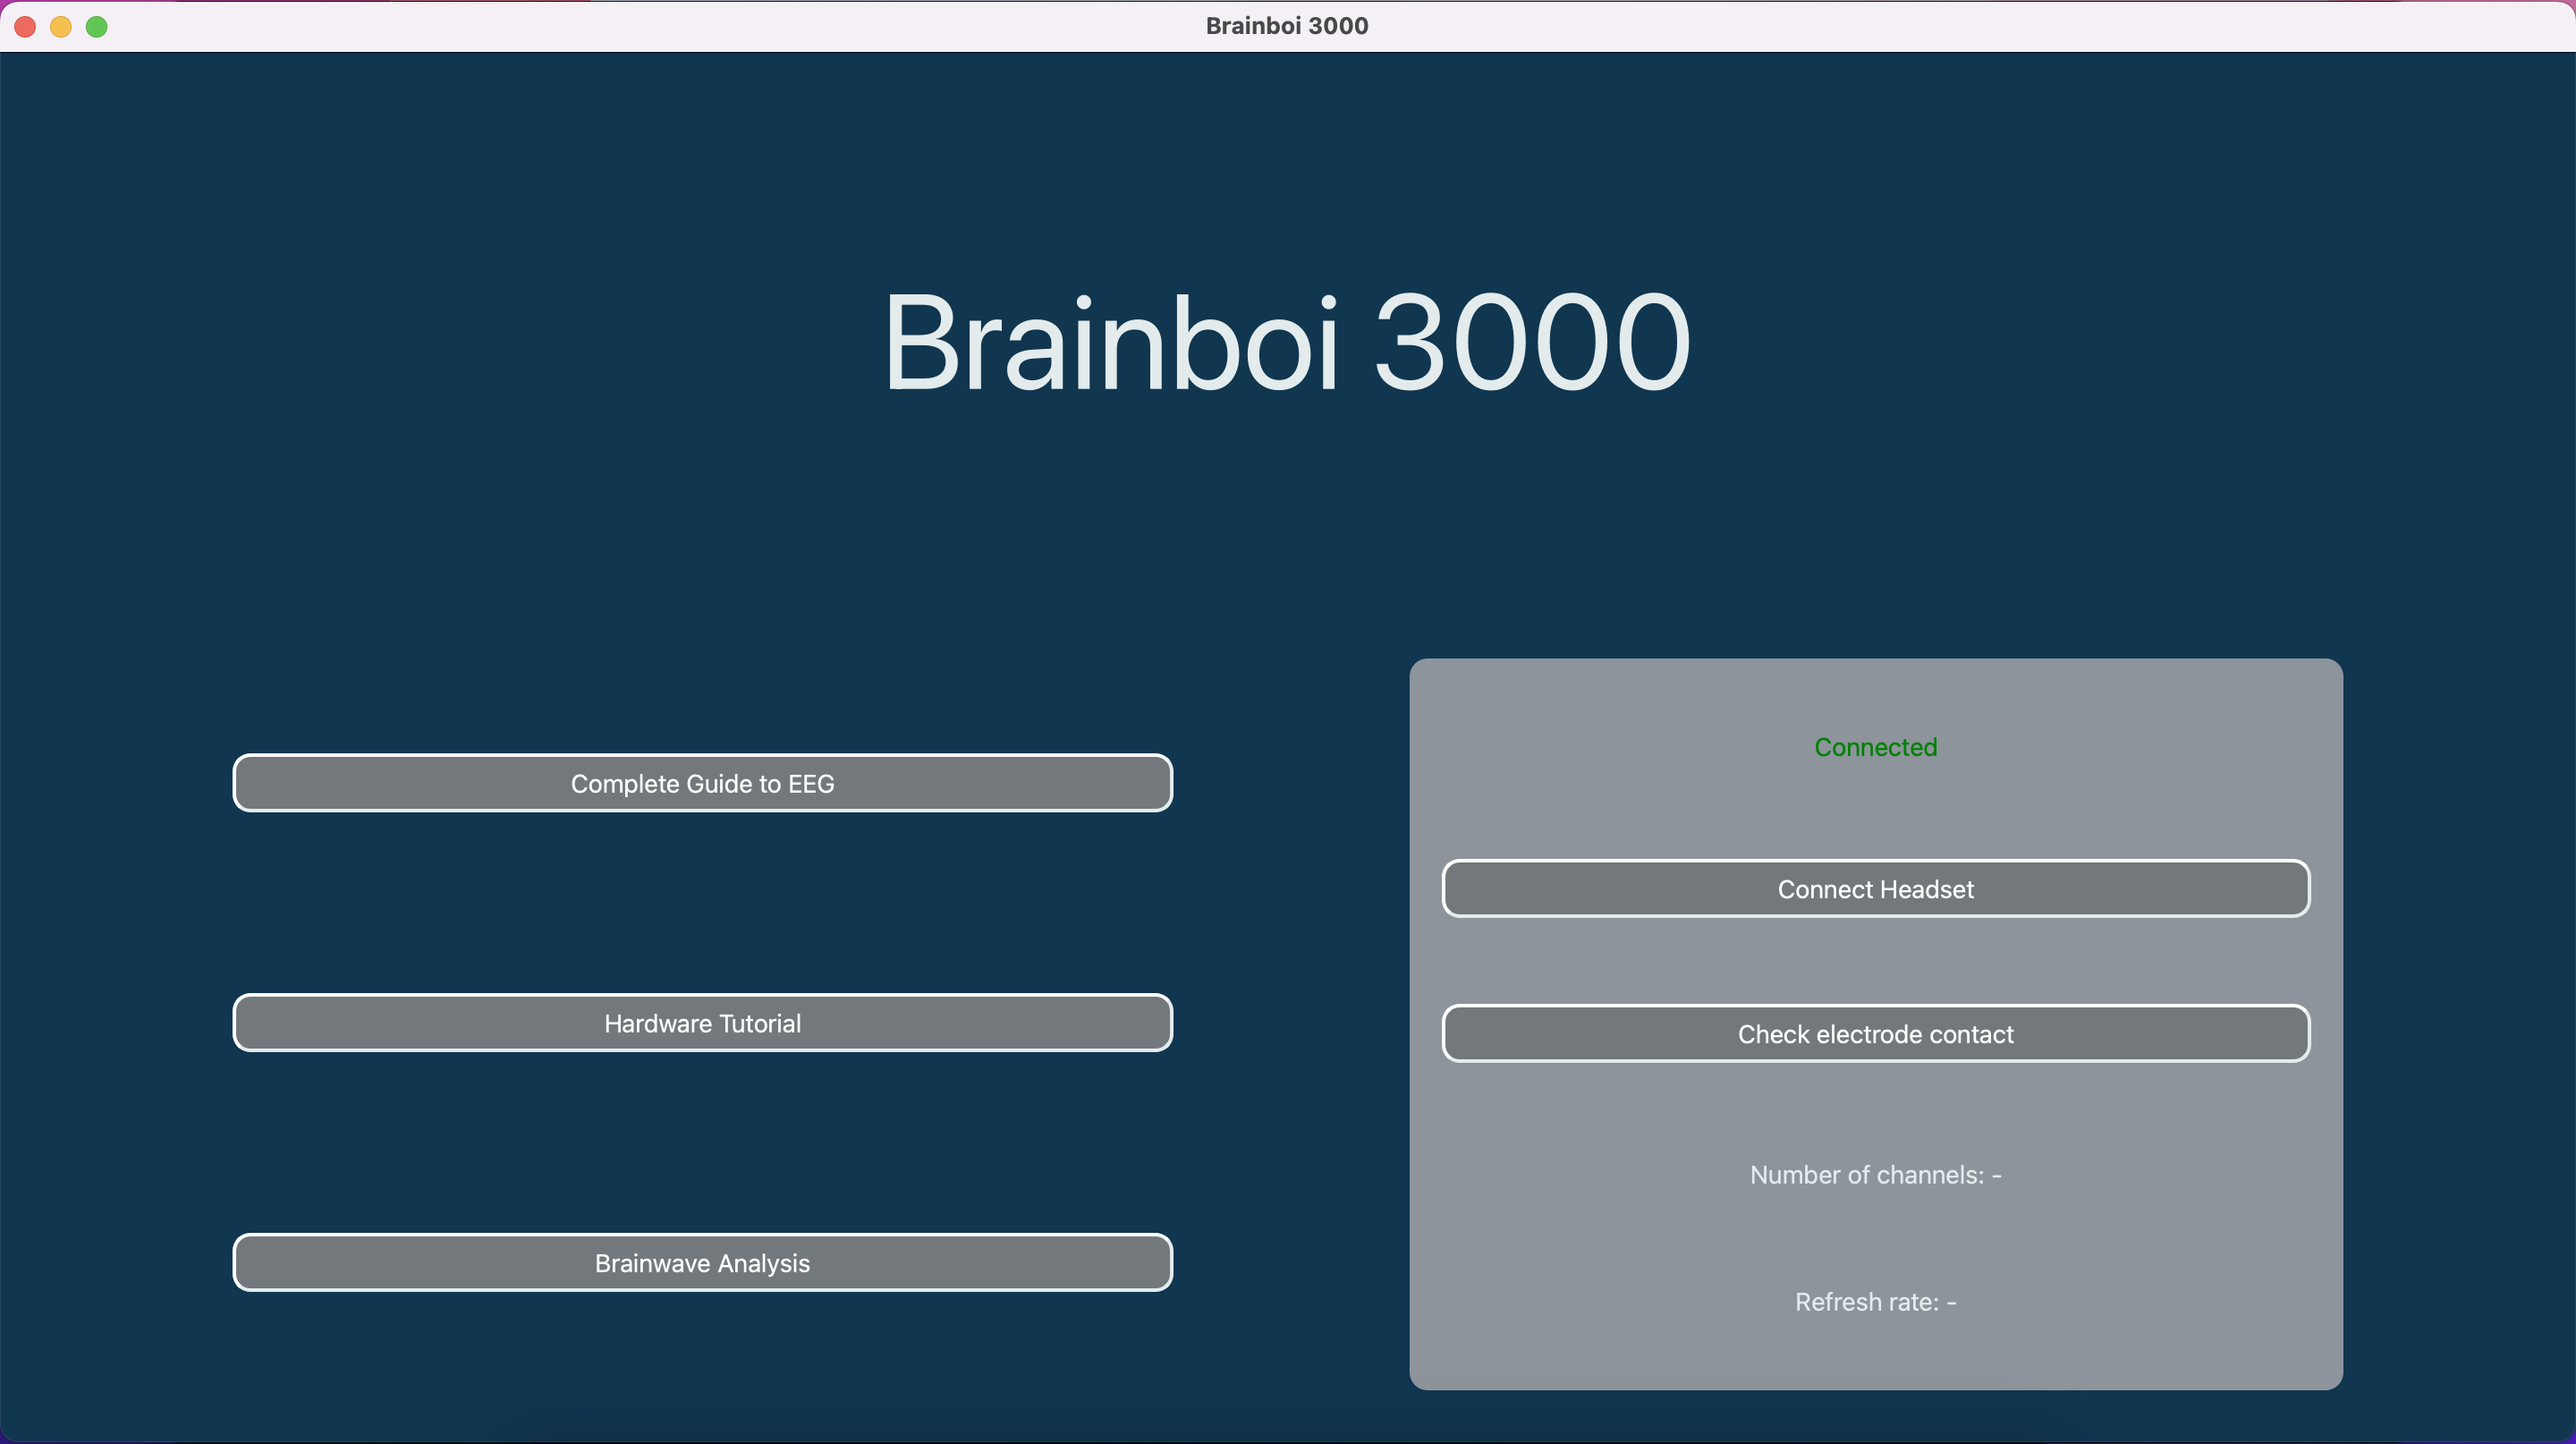 Brainboi 3000
Brainboi 3000
Complete Guide to EEG
Hardware Tutorial
Brainwave Analysis
Connected
Connect Headset
Check electrode contact
Number of channels: -
Refresh rate: -